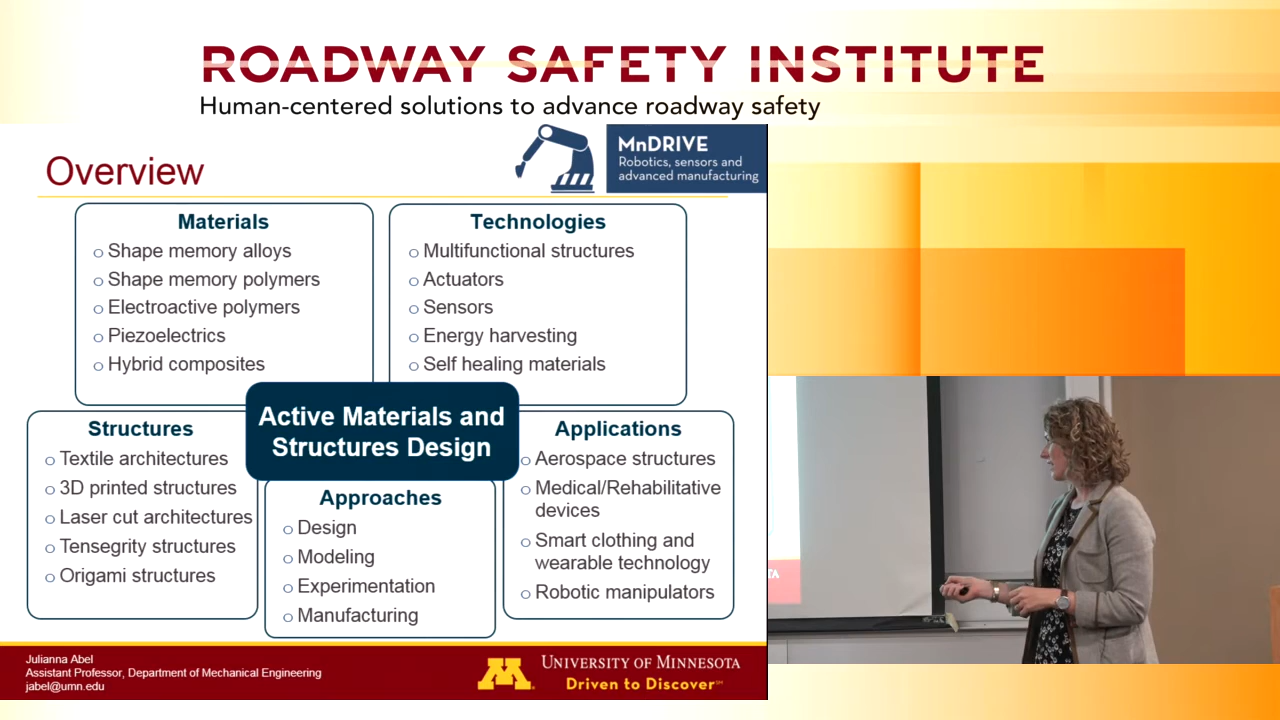 ROADWAY SAFETY INSTITUTE
Human-centered solutions to advance roadway safety
Overview
MnDRIVE
Robotics, sensors and
advanced manufacturing
Materials
Shape memory alloys
Shape memory polymers
Electroactive polymers
Piezoelectrics
Hybrid composites
Technologies
Multifunctional structures
Actuators
Sensors
Energy harvesting
Self healing materials
Active Materials and
Structures Design
Structures
Textile architectures
3D printed structures
Laser cut architectures
Tensegrity structures
Origami structures
Approaches
Design
Modeling
Experimentation
Manufacturing
Applications
Aerospace structures
Medical/Rehabilitative
devices
Smart clothing and
wearable technology
Robotic manipulators
Julianna Abel
Assistant Professor, Department of Mechanical Engineering
jabel@umn.edu
M
UNIVERSITY OF MINNESOTA
Driven to Discover℠
TA